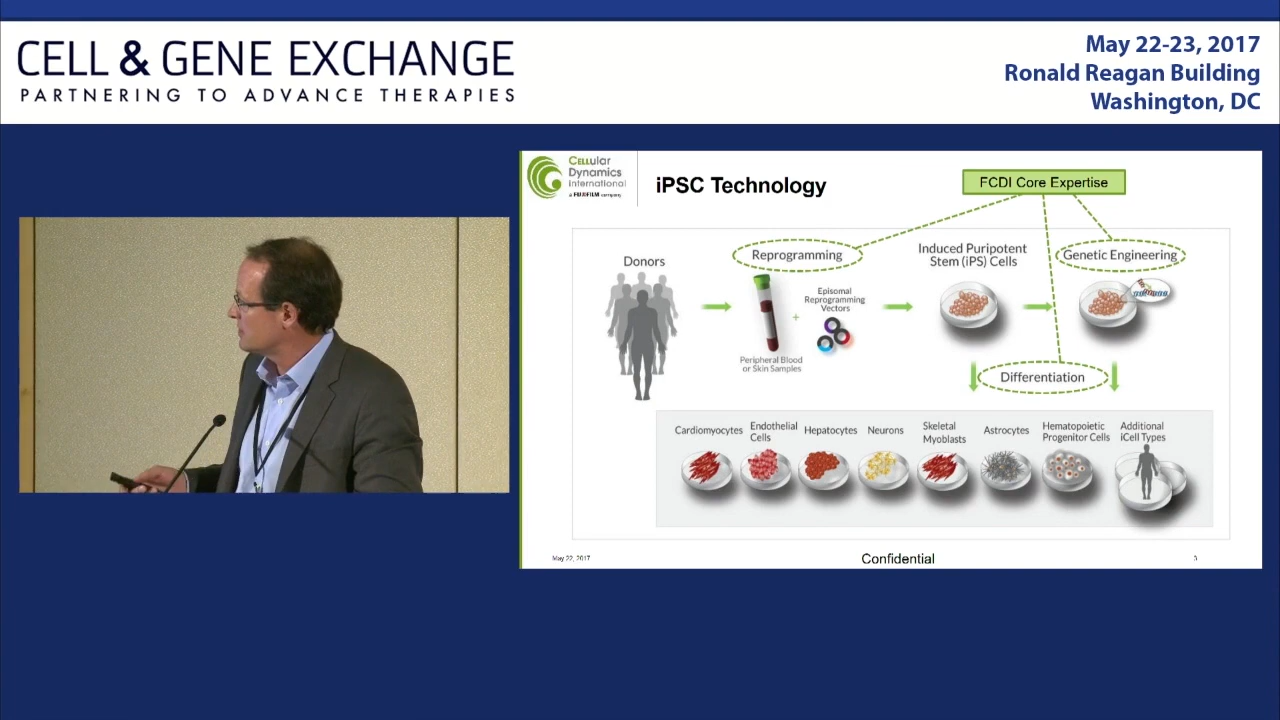 CELL & GENE EXCHANGE
PARTNERING TO ADVANCE THERAPIES
May 22-23, 2017
Ronald Reagan Building
Washington, DC
CELLular
Dynamics
international
a FUJIFILM company
iPSC Technology
FCDI Core Expertise
Donors
Reprogramming
Induced Puripotent
Stem (iPS) Cells
Genetic Engineering
Episomal
Reprogramming
Vectors
+
Peripheral Blood
or Skin Samples
Differentiation
Cardiomyocytes
Endothelial
Cells
Hepatocytes
Neurons
Skeletal
Myoblasts
Astrocytes
Hematopoietic
Progenitor Cells
Additional
iCell Types
May 22, 2017
Confidential
3